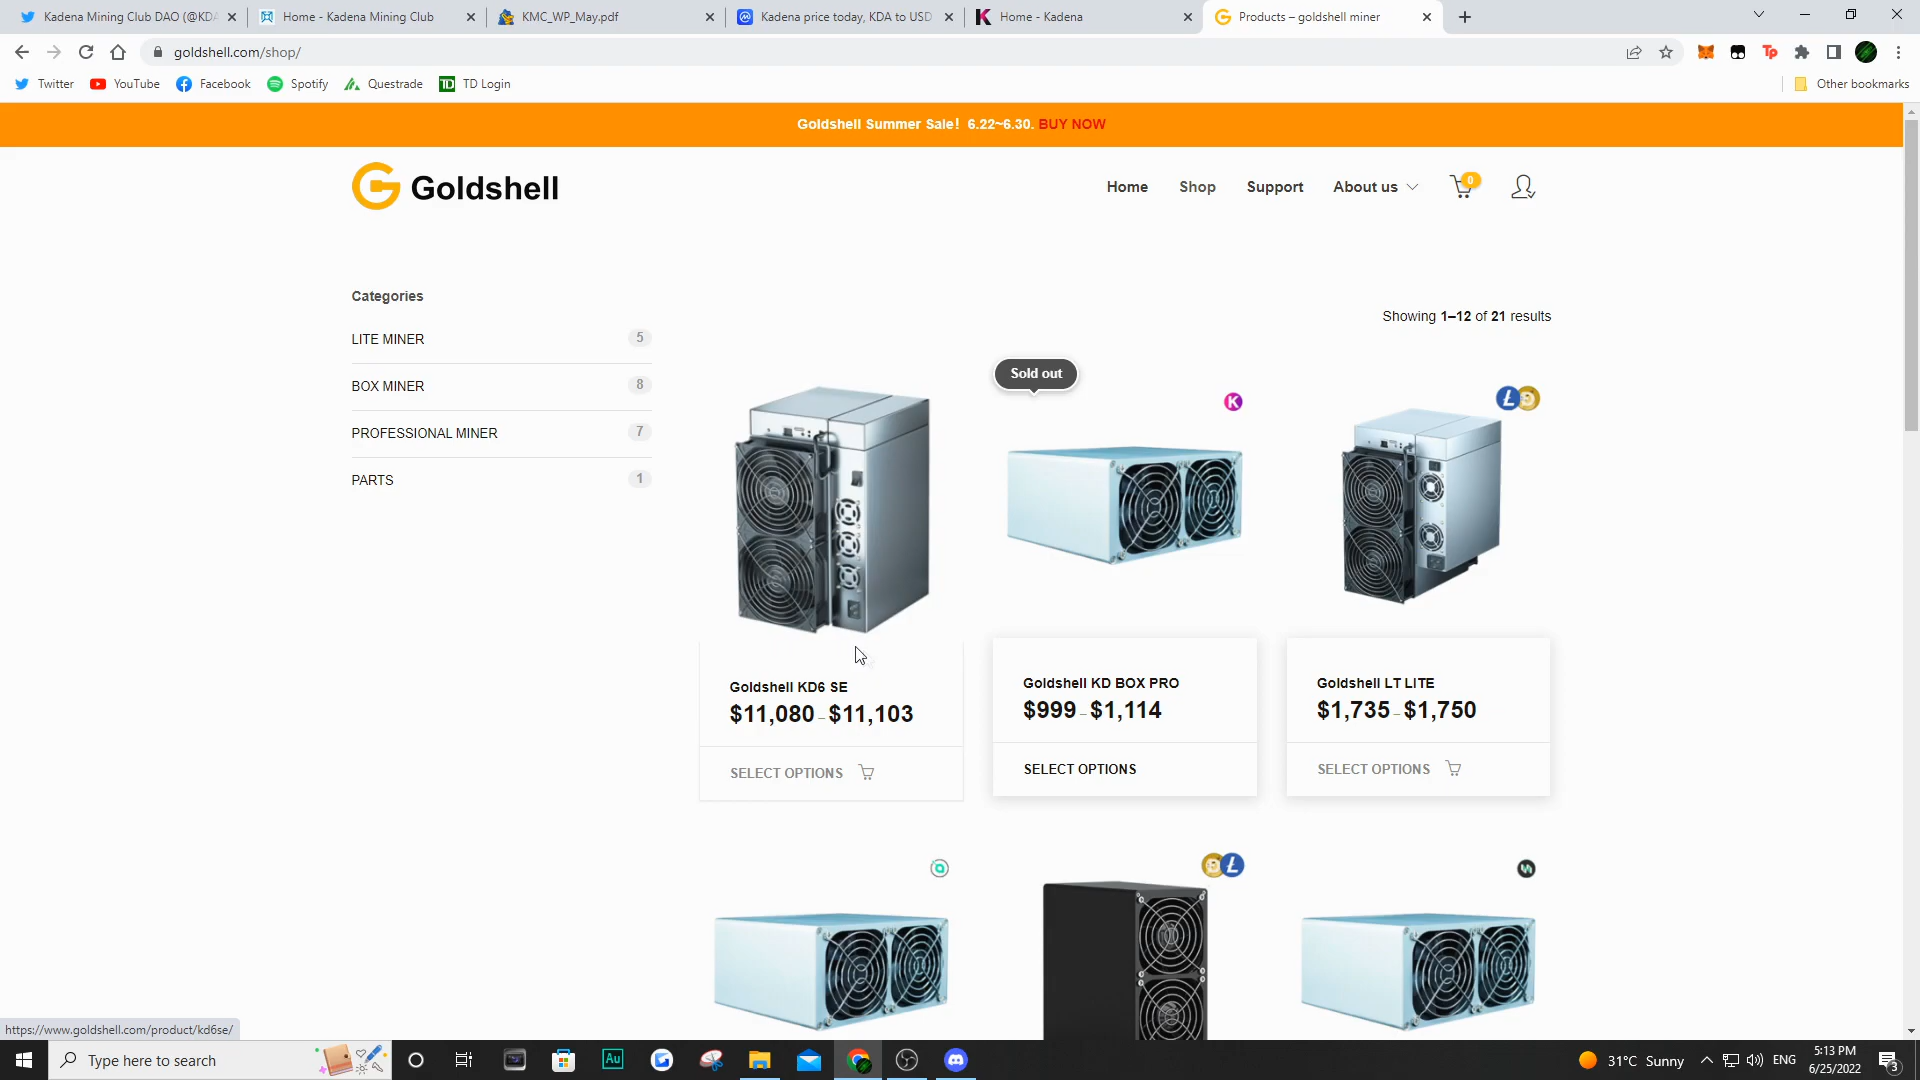 Kadena Mining Club DAO (@KDA
Home - Kadena Mining Club
KMC_WP_May.pdf
Kadena price today, KDA to USD
Home - Kadena
Products – goldshell miner
goldshell.com/shop/
Twitter
YouTube
Facebook
Spotify
Questrade
TD Login
Other bookmarks
Goldshell Summer Sale! 6.22~6.30. BUY NOW
Goldshell
Home
Shop
Support
About us
0
Categories
LITE MINER 5
BOX MINER 8
PROFESSIONAL MINER 7
PARTS 1
Showing 1–12 of 21 results
Sold out
Goldshell KD6 SE
$11,080 – $11,103
SELECT OPTIONS
Goldshell KD BOX PRO
$999 – $1,114
SELECT OPTIONS
Goldshell LT LITE
$1,735 – $1,750
SELECT OPTIONS
https://www.goldshell.com/product/kd6se/
Type here to search
Au
31°C Sunny
ENG
5:13 PM
6/25/2022
3